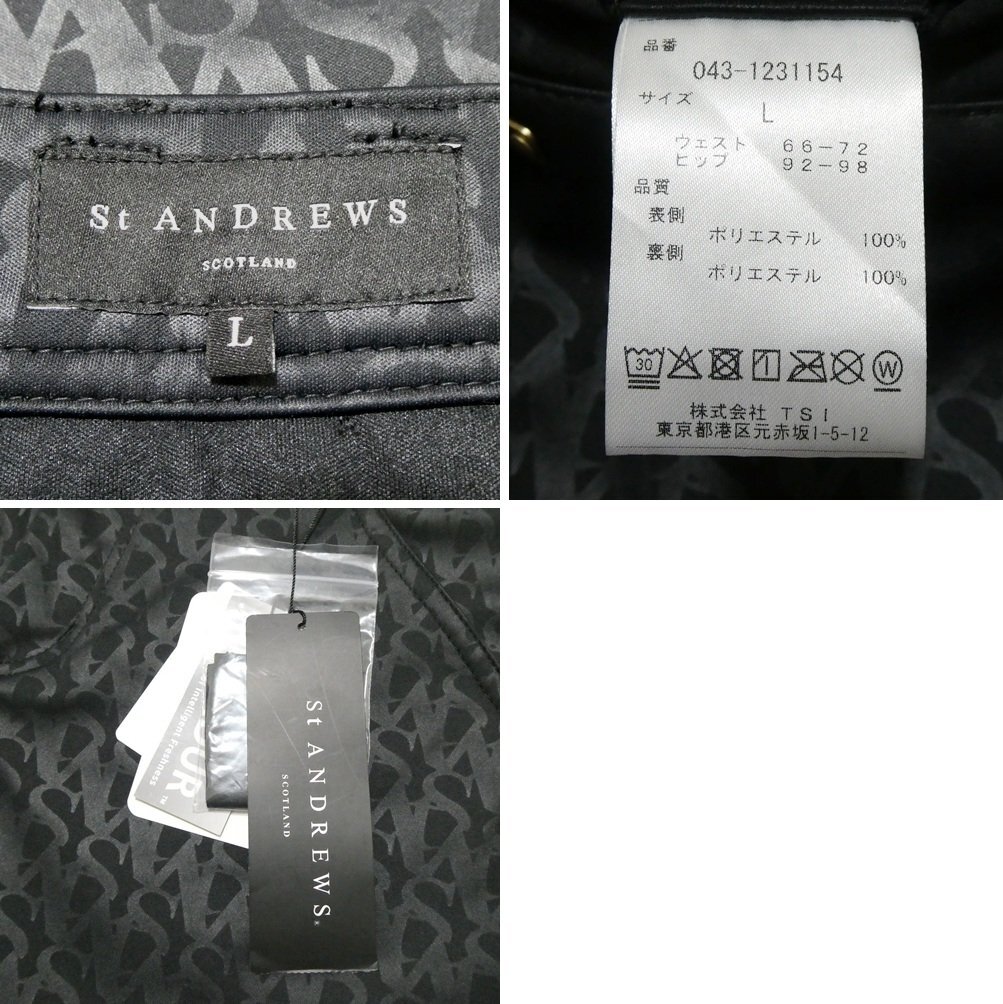 St ANDREWS
SCOTLAND
L
品番
043-1231154
サイズ
L
ウェスト 66-72
ヒップ 92-98
品質
表側
ポリエステル 100%
裏側
ポリエステル 100%
30
W
株式会社 TSI
東京都港区元赤坂1-5-12
St ANDREWS
SCOTLAND
Intelligent Freshness
TM